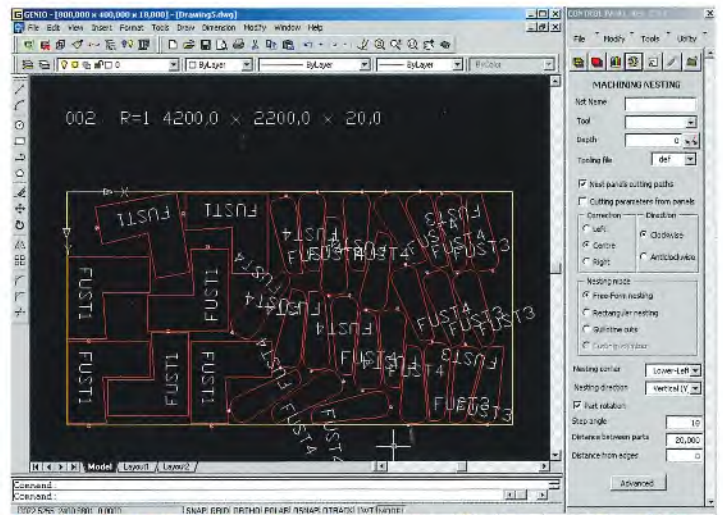 GENIO - [800,000 x 400,000 x 18,000] - [Drawing5.dwg]
File Edit View Insert Format Tools Draw Dimension Modify Window Help
0
ByLayer
ByLayer
ByLayer
ByColor
002 R=1 4200,0 x 2200,0 x 20,0
X
Y
FUST1
FUST1
FUST1
FUST1
FUST1
FUST1
FUST1
FUST4
FUST4
FUST3
FUST4
FUST3
FUST4
FUST3
FUST3
FUST4
FUST4
FUST4
FUST3
FUST3
Model Layout1 Layout2
Command:
Command:
SNAP GRID ORTHO POLAR OSNAP OTRACK LWT MODEL
File Modify Tools Utility
MACHINING NESTING
Nst Name
Tool
Depth 0
Tooling file def
Nest panels cutting paths
Cutting parameters from panels
Correction Direction
Left
Clockwise
Centre
Anticlockwise
Right
Nesting mode
Free-Form nesting
Rectangular nesting
Guillotine cuts
Nesting corner Lower-Left
Nesting direction Vertical (Y
Part rotation
Step angle 10
Distance between parts 20,000
Distance from edges 0
Advanced